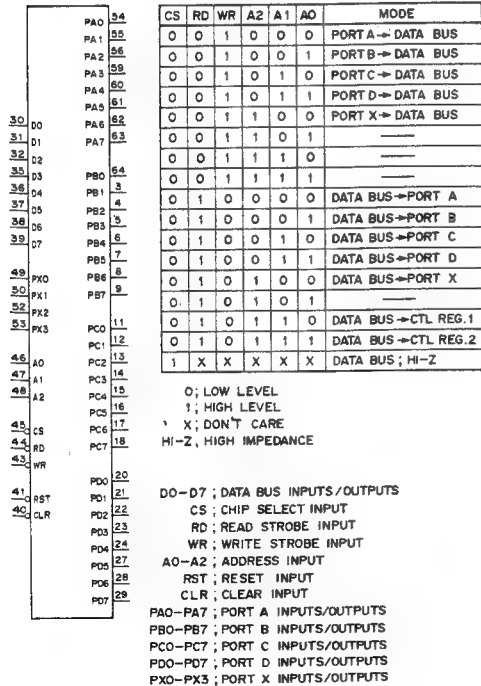 PA0 54
PA1 55
PA2 56
PA3 59
PA4 60
PA5 61
30 D0 PA6 62
31 D1 PA7 63
32 D2
35 D3 PB0 64
36 D4 PB1 3
37 D5 PB2 4
38 D6 PB3 5
39 D7 PB4 6
PB5 7
49 PX0 PB6 8
50 PX1 PB7 9
52 PX2
53 PX3 PC0 11
PC1 12
46 A0 PC2 13
47 A1 PC3 14
48 A2 PC4 15
PC5 16
45 CS PC6 17
44 RD PC7 18
43 WR
PD0 20
41 RST PD1 21
40 CLR PD2 22
PD3 23
PD4 24
PD5 27
PD6 28
PD7 29
CS RD WR A2 A1 A0 MODE
0 0 1 0 0 0 PORT A → DATA BUS
0 0 1 0 0 1 PORT B → DATA BUS
0 0 1 0 1 0 PORT C → DATA BUS
0 0 1 0 1 1 PORT D → DATA BUS
0 0 1 1 0 0 PORT X → DATA BUS
0 0 1 1 0 1 —
0 0 1 1 1 0 —
0 0 1 1 1 1 —
0 1 0 0 0 0 DATA BUS → PORT A
0 1 0 0 0 1 DATA BUS → PORT B
0 1 0 0 1 0 DATA BUS → PORT C
0 1 0 0 1 1 DATA BUS → PORT D
0 1 0 1 0 0 DATA BUS → PORT X
0 1 0 1 0 1 —
0 1 0 1 1 0 DATA BUS → CTL REG.1
0 1 0 1 1 1 DATA BUS → CTL REG.2
1 X X X X X DATA BUS ; HI-Z
0 ; LOW LEVEL
1 ; HIGH LEVEL
X ; DON'T CARE
HI-Z, HIGH IMPEDANCE
D0-D7 ; DATA BUS INPUTS/OUTPUTS
CS ; CHIP SELECT INPUT
RD ; READ STROBE INPUT
WR ; WRITE STROBE INPUT
A0-A2 ; ADDRESS INPUT
RST ; RESET INPUT
CLR ; CLEAR INPUT
PA0-PA7 ; PORT A INPUTS/OUTPUTS
PB0-PB7 ; PORT B INPUTS/OUTPUTS
PC0-PC7 ; PORT C INPUTS/OUTPUTS
PD0-PD7 ; PORT D INPUTS/OUTPUTS
PX0-PX3 ; PORT X INPUTS/OUTPUTS